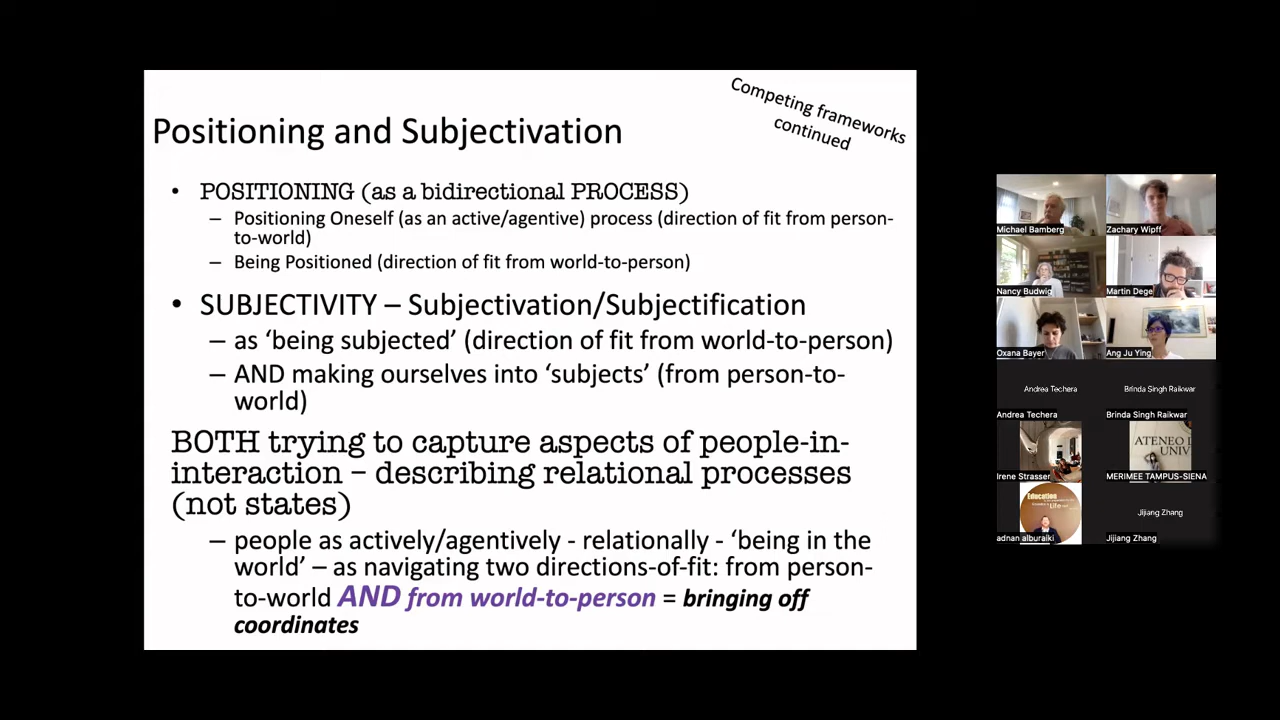 Competing frameworks
continued
Positioning and Subjectivation
• POSITIONING (as a bidirectional PROCESS)
– Positioning Oneself (as an active/agentive) process (direction of fit from person-
to-world)
– Being Positioned (direction of fit from world-to-person)
• SUBJECTIVITY – Subjectivation/Subjectification
– as ‘being subjected’ (direction of fit from world-to-person)
– AND making ourselves into ‘subjects’ (from person-to-
world)
BOTH trying to capture aspects of people-in-
interaction – describing relational processes
(not states)
– people as actively/agentively - relationally - ‘being in the
world’ – as navigating two directions-of-fit: from person-
to-world AND from world-to-person = bringing off
coordinates
Michael Bamberg
Zachary Wipff
Nancy Budwig
Martin Dege
Oxana Bayer
Ang Ju Ying
Andrea Techera
Brinda Singh Raikwar
Andrea Techera
Brinda Singh Raikwar
ATENEO
UNIV
Irene Strasser
MERIMEE TAMPUS-SIENA
Education
Life
Jijiang Zhang
adnan alburaiki
Jijiang Zhang